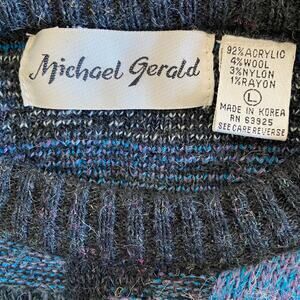 Michael Gerald
92% ACRYLIC
4% WOOL
3% NYLON
1% RAYON
L
MADE IN KOREA
RN 63925
SEE CARE REVERSE